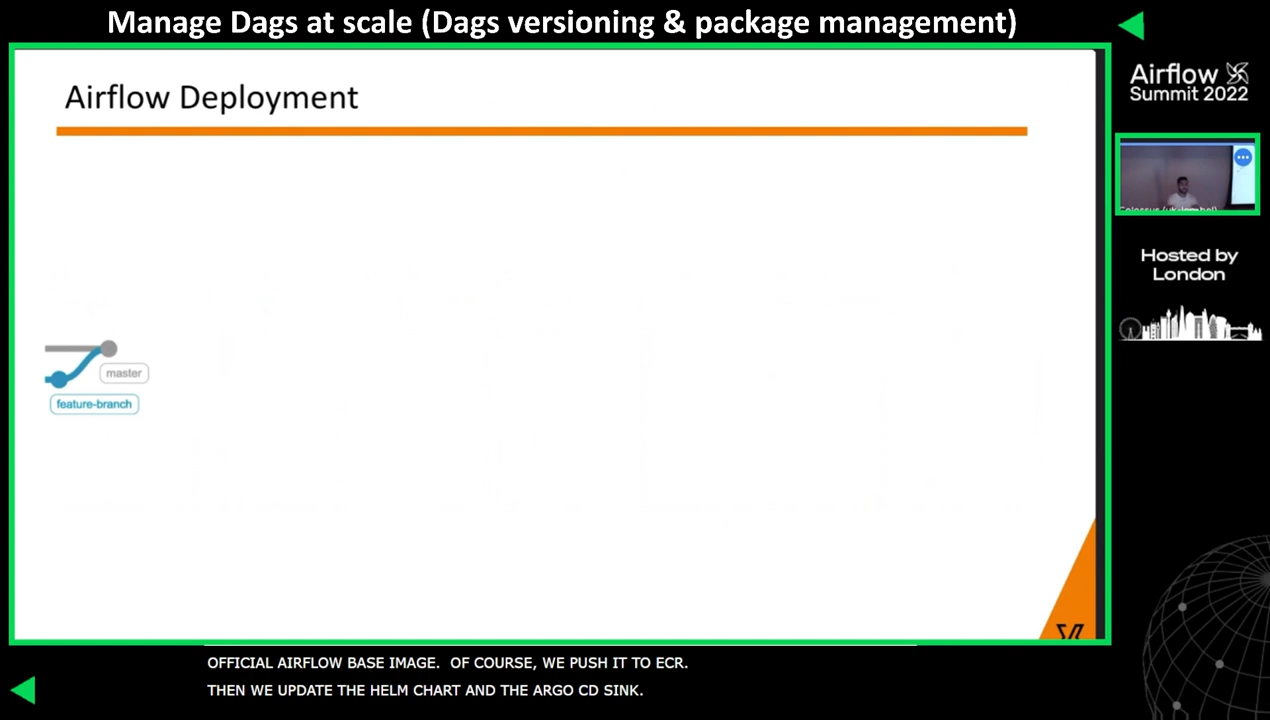 Manage Dags at scale (Dags versioning & package management)
Airflow
Summit 2022
Airflow Deployment
Hosted by
London
master
feature-branch
OFFICIAL AIRFLOW BASE IMAGE.  OF COURSE, WE PUSH IT TO ECR.
THEN WE UPDATE THE HELM CHART AND THE ARGO CD SINK.